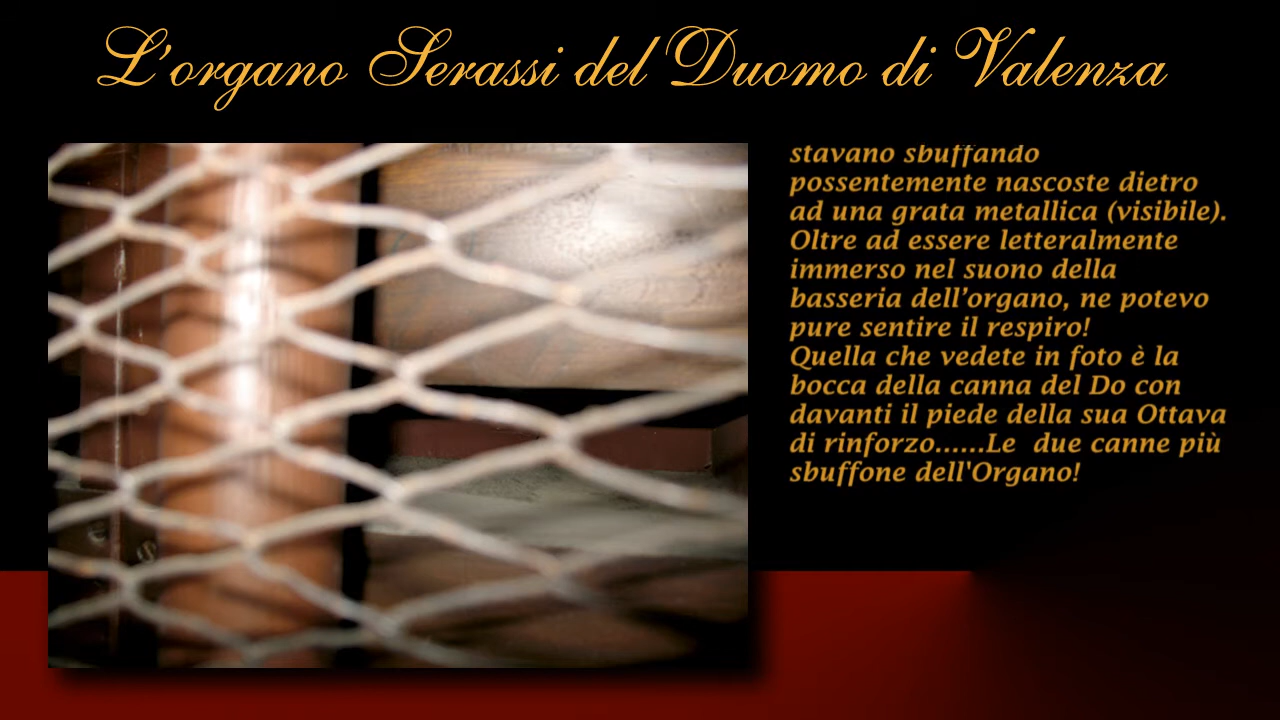 L'organo Serassi del Duomo di Valenza
stavano sbuffando
possentemente nascoste dietro
ad una grata metallica (visibile).
Oltre ad essere letteralmente
immerso nel suono della
basseria dell’organo, ne potevo
pure sentire il respiro!
Quella che vedete in foto è la
bocca della canna del Do con
davanti il piede della sua Ottava
di rinforzo......Le  due canne più
sbuffone dell'Organo!